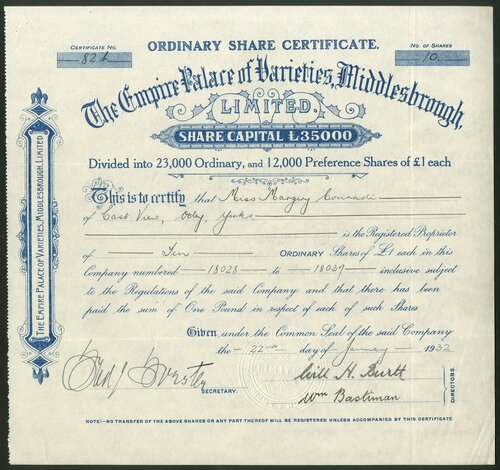 CERTIFICATE No.
ORDINARY SHARE CERTIFICATE.
No. OF SHARES
82
10
The Empire Palace of Varieties, Middlesbrough,
LIMITED.
SHARE CAPITAL £35000
Divided into 23,000 Ordinary, and 12,000 Preference Shares of £1 each
This is to certify that Miss Margery Conradi
of East View, Otley, Yorks
is the Registered Proprietor
of Ten ORDINARY Shares of £1 each in this
Company numbered 18028 to 18037 inclusive subject
to the Regulations of the said Company and that there has been
paid the sum of One Pound in respect of each of such Shares
Given under the Common Seal of the said Company
the 22nd day of January 1932
SECRETARY.
Will H. Burtt
Wm Bastiman
DIRECTORS.
NOTE:—NO TRANSFER OF THE ABOVE SHARES OR ANY PART THEREOF WILL BE REGISTERED UNLESS ACCOMPANIED BY THIS CERTIFICATE.
THE EMPIRE PALACE OF VARIETIES, MIDDLESBROUGH, LIMITED